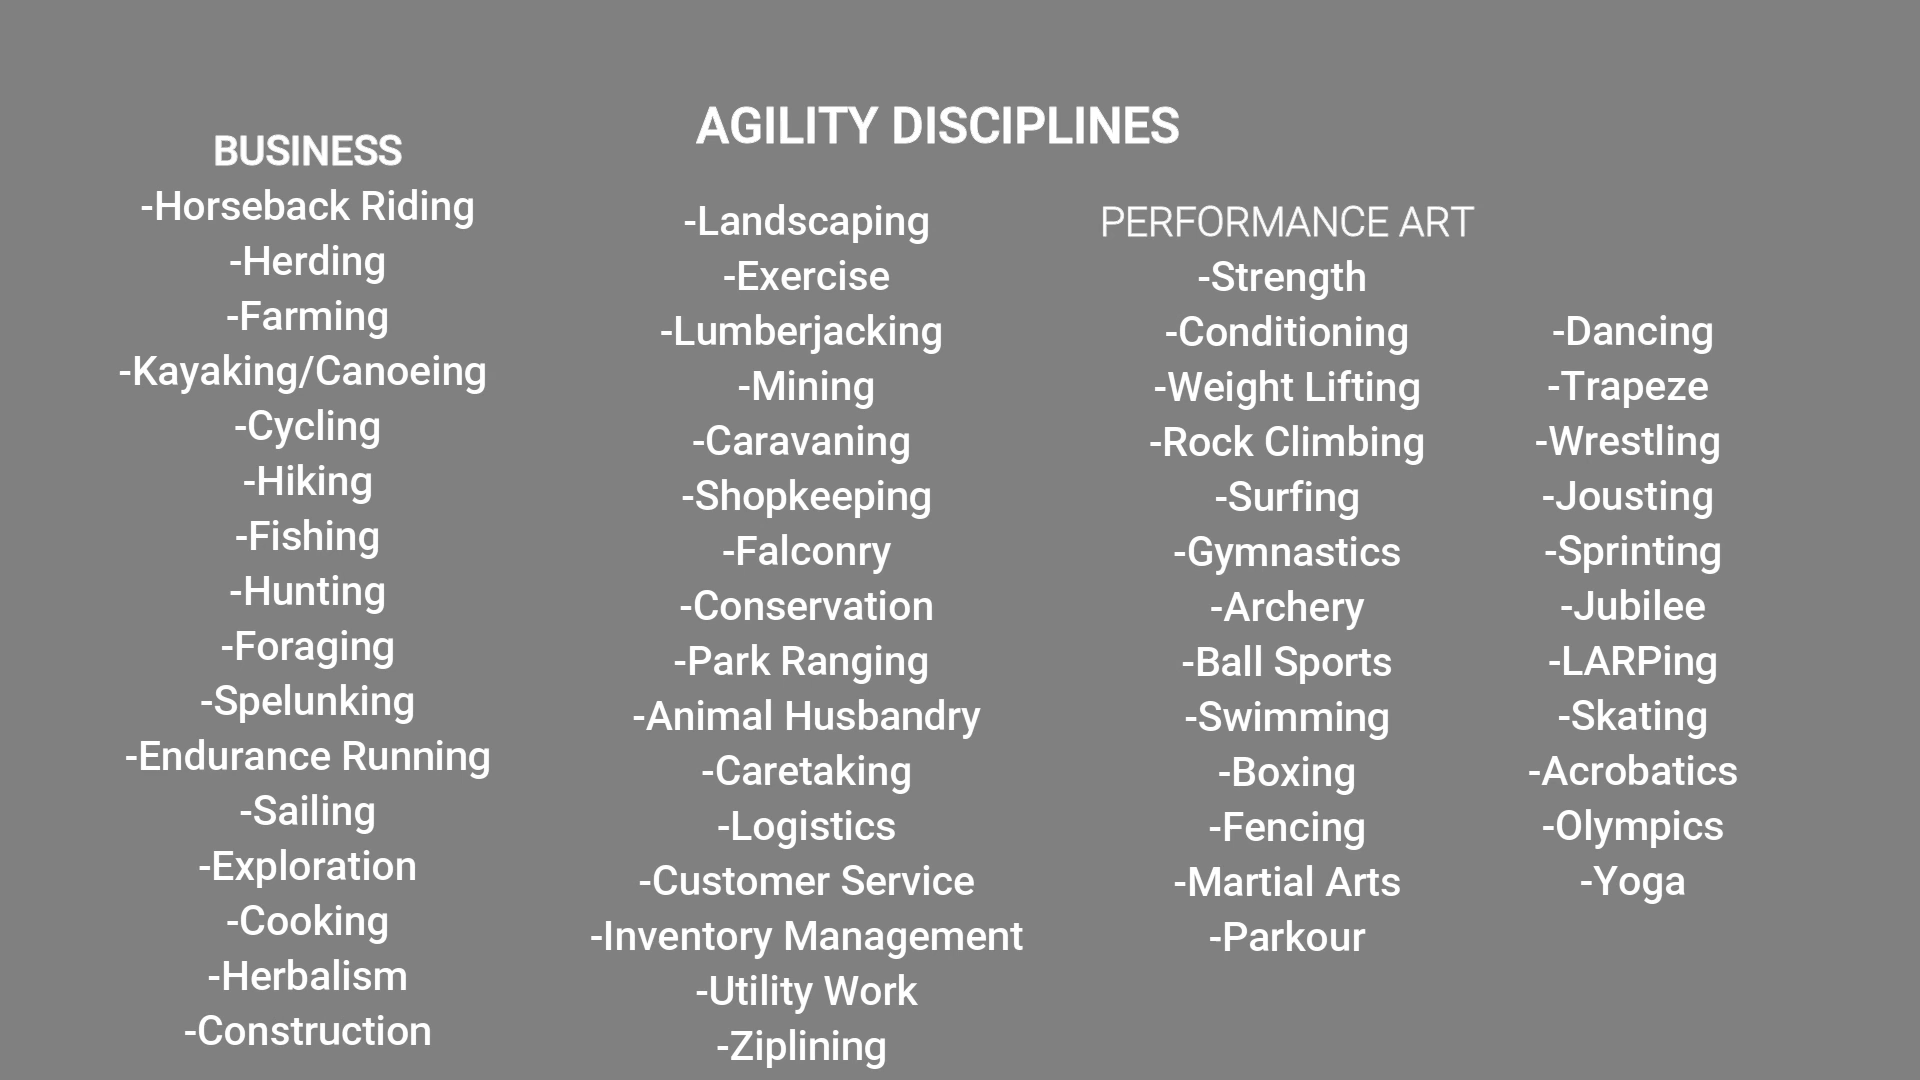 AGILITY DISCIPLINES
BUSINESS
-Horseback Riding
-Herding
-Farming
-Kayaking/Canoeing
-Cycling
-Hiking
-Fishing
-Hunting
-Foraging
-Spelunking
-Endurance Running
-Sailing
-Exploration
-Cooking
-Herbalism
-Construction
-Landscaping
-Exercise
-Lumberjacking
-Mining
-Caravaning
-Shopkeeping
-Falconry
-Conservation
-Park Ranging
-Animal Husbandry
-Caretaking
-Logistics
-Customer Service
-Inventory Management
-Utility Work
-Ziplining
PERFORMANCE ART
-Strength
-Conditioning
-Weight Lifting
-Rock Climbing
-Surfing
-Gymnastics
-Archery
-Ball Sports
-Swimming
-Boxing
-Fencing
-Martial Arts
-Parkour
-Dancing
-Trapeze
-Wrestling
-Jousting
-Sprinting
-Jubilee
-LARPing
-Skating
-Acrobatics
-Olympics
-Yoga